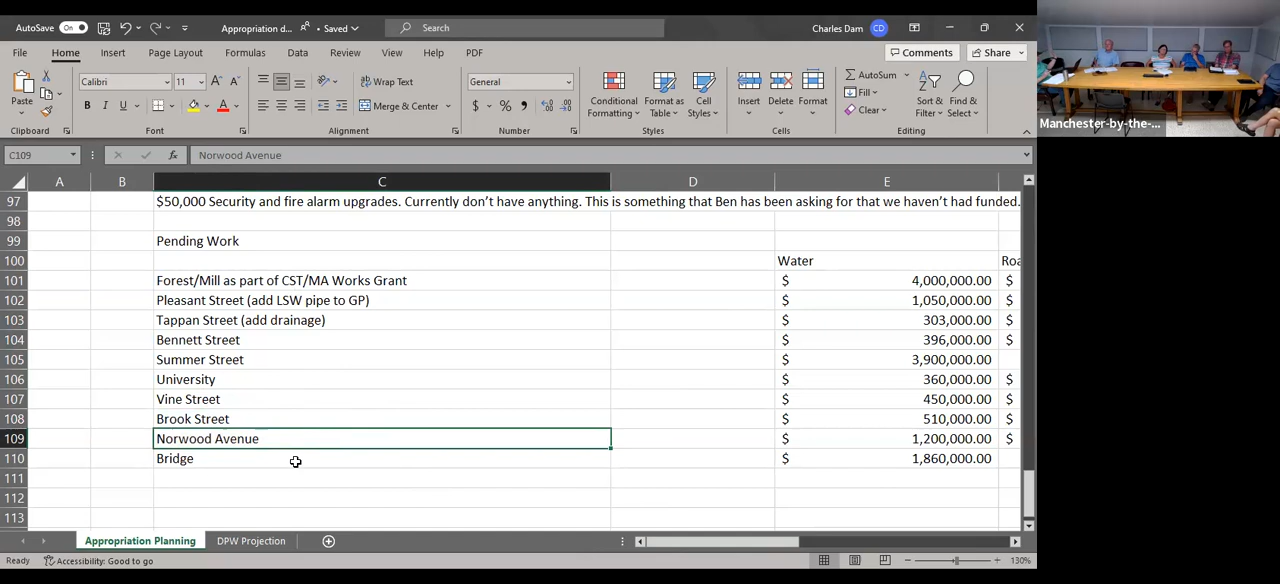 AutoSave On Appropriation d... • Saved Search Charles Dam CD
File Home Insert Page Layout Formulas Data Review View Help PDF Comments Share
Paste Calibri 11 A A Wrap Text General AutoSum
B I U A Merge & Center $ % Conditional Formatting Format as Table Cell Styles Insert Delete Format Fill Clear Sort & Filter Find & Select
Clipboard Font Alignment Number Styles Cells Editing
Manchester-by-the-...
C109 fx Norwood Avenue
A B C D E
97 $50,000 Security and fire alarm upgrades. Currently don't have anything. This is something that Ben has been asking for that we haven't had funded.
98
99 Pending Work
100 Water Roa
101 Forest/Mill as part of CST/MA Works Grant $ 4,000,000.00 $
102 Pleasant Street (add LSW pipe to GP) $ 1,050,000.00 $
103 Tappan Street (add drainage) $ 303,000.00 $
104 Bennett Street $ 396,000.00 $
105 Summer Street $ 3,900,000.00
106 University $ 360,000.00 $
107 Vine Street $ 450,000.00 $
108 Brook Street $ 510,000.00 $
109 Norwood Avenue $ 1,200,000.00 $
110 Bridge $ 1,860,000.00
111
112
113
Appropriation Planning DPW Projection
Ready Accessibility: Good to go 130%